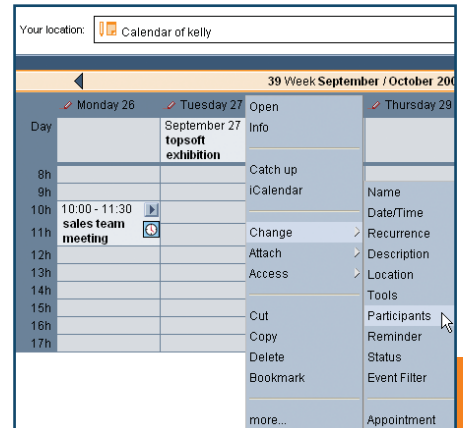 Your location: Calendar of kelly
39 Week September / October 200
Monday 26
Tuesday 27
Thursday 29
Day
September 27
topsoft
exhibition
8h
9h
10h
11h
12h
13h
14h
15h
16h
17h
10:00 - 11:30
sales team
meeting
Open
Info
Catch up
iCalendar
Change
Attach
Access
Cut
Copy
Delete
Bookmark
more...
Name
Date/Time
Recurrence
Description
Location
Tools
Participants
Reminder
Status
Event Filter
Appointment